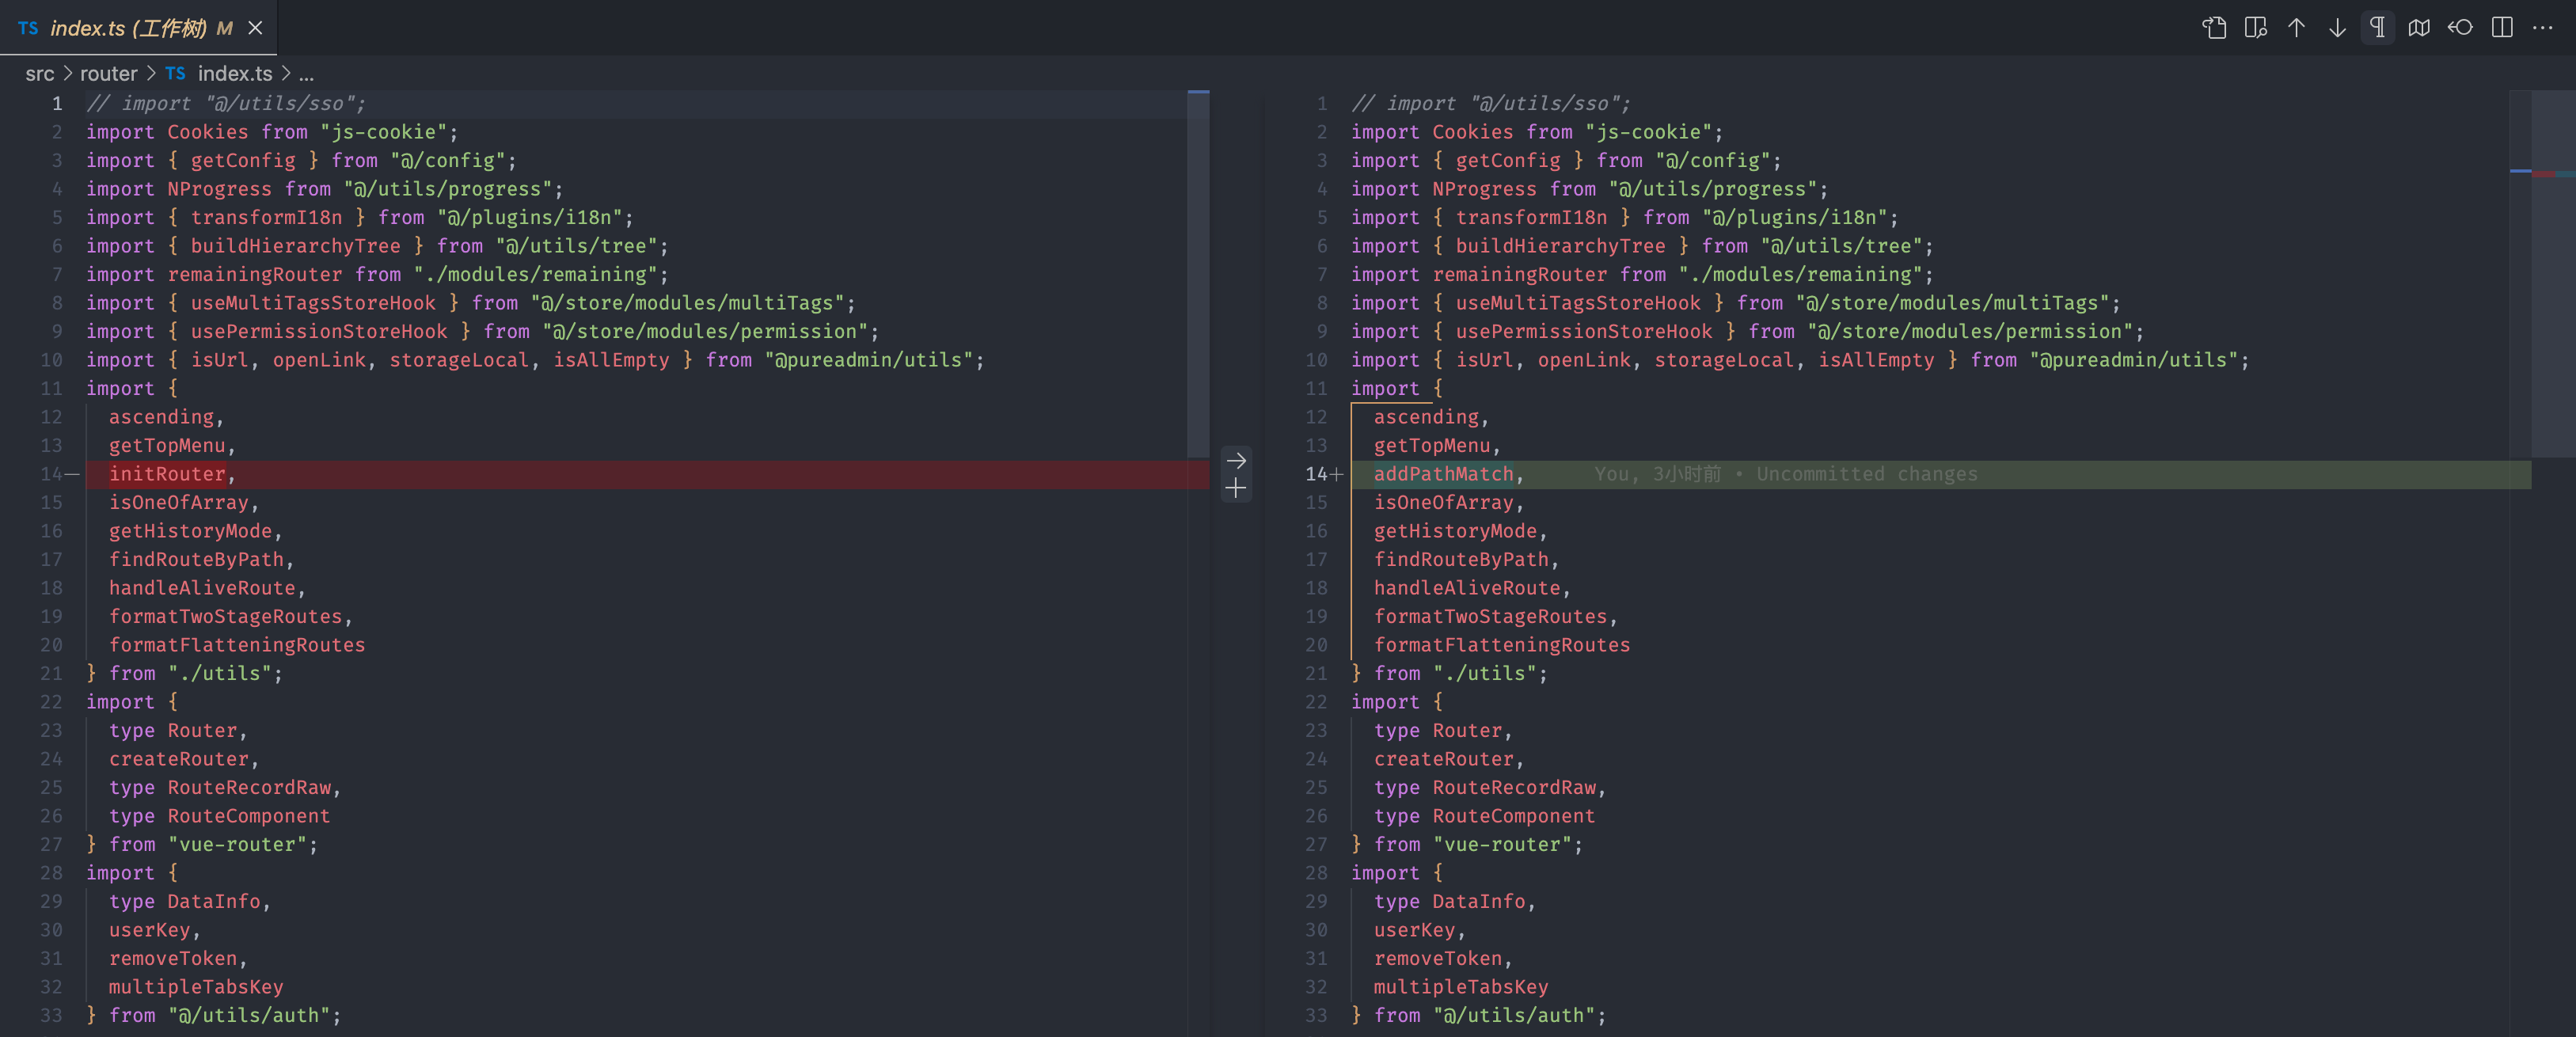 TS index.ts (工作树) M
src > router > TS index.ts > ...
1 // import "@/utils/sso";
2 import Cookies from "js-cookie";
3 import { getConfig } from "@/config";
4 import NProgress from "@/utils/progress";
5 import { transformI18n } from "@/plugins/i18n";
6 import { buildHierarchyTree } from "@/utils/tree";
7 import remainingRouter from "./modules/remaining";
8 import { useMultiTagsStoreHook } from "@/store/modules/multiTags";
9 import { usePermissionStoreHook } from "@/store/modules/permission";
10 import { isUrl, openLink, storageLocal, isAllEmpty } from "@pureadmin/utils";
11 import {
12 ascending,
13 getTopMenu,
14— initRouter,
15 isOneOfArray,
16 getHistoryMode,
17 findRouteByPath,
18 handleAliveRoute,
19 formatTwoStageRoutes,
20 formatFlatteningRoutes
21 } from "./utils";
22 import {
23 type Router,
24 createRouter,
25 type RouteRecordRaw,
26 type RouteComponent
27 } from "vue-router";
28 import {
29 type DataInfo,
30 userKey,
31 removeToken,
32 multipleTabsKey
33 } from "@/utils/auth";
1 // import "@/utils/sso";
2 import Cookies from "js-cookie";
3 import { getConfig } from "@/config";
4 import NProgress from "@/utils/progress";
5 import { transformI18n } from "@/plugins/i18n";
6 import { buildHierarchyTree } from "@/utils/tree";
7 import remainingRouter from "./modules/remaining";
8 import { useMultiTagsStoreHook } from "@/store/modules/multiTags";
9 import { usePermissionStoreHook } from "@/store/modules/permission";
10 import { isUrl, openLink, storageLocal, isAllEmpty } from "@pureadmin/utils";
11 import {
12 ascending,
13 getTopMenu,
14+ addPathMatch, You, 3小时前 • Uncommitted changes
15 isOneOfArray,
16 getHistoryMode,
17 findRouteByPath,
18 handleAliveRoute,
19 formatTwoStageRoutes,
20 formatFlatteningRoutes
21 } from "./utils";
22 import {
23 type Router,
24 createRouter,
25 type RouteRecordRaw,
26 type RouteComponent
27 } from "vue-router";
28 import {
29 type DataInfo,
30 userKey,
31 removeToken,
32 multipleTabsKey
33 } from "@/utils/auth";